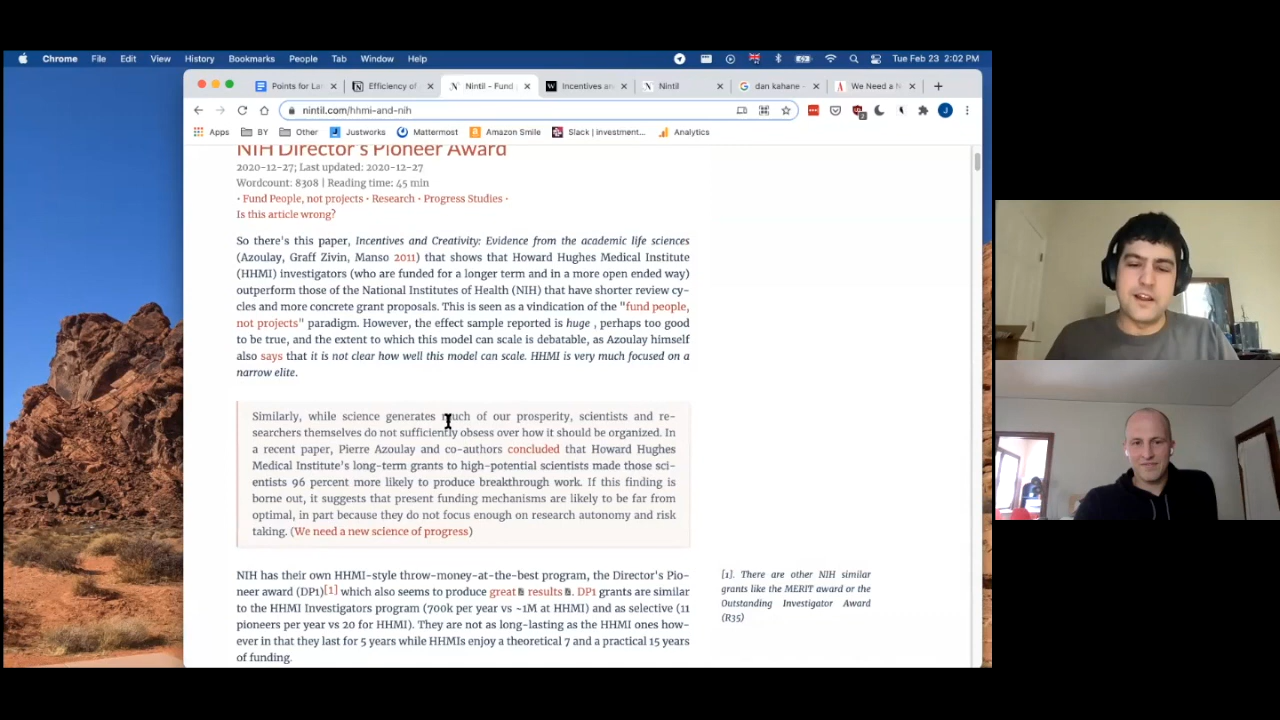 Chrome File Edit View History Bookmarks People Tab Window Help Tue Feb 23 2:02 PM
Points for La Efficiency of Nintil - Fund Incentives an Nintil dan kahane - We Need a N
nintil.com/hhmi-and-nih J
Apps BY Other Justworks Mattermost Amazon Smile Slack | investment... Analytics
NIH Director's Pioneer Award
2020-12-27; Last updated: 2020-12-27
Wordcount: 8308 | Reading time: 45 min
· Fund People, not projects · Research · Progress Studies ·
Is this article wrong?
So there's this paper, Incentives and Creativity: Evidence from the academic life sciences
(Azoulay, Graff Zivin, Manso 2011) that shows that Howard Hughes Medical Institute
(HHMI) investigators (who are funded for a longer term and in a more open ended way)
outperform those of the National Institutes of Health (NIH) that have shorter review cy-
cles and more concrete grant proposals. This is seen as a vindication of the "fund people,
not projects" paradigm. However, the effect sample reported is huge , perhaps too good
to be true, and the extent to which this model can scale is debatable, as Azoulay himself
also says that it is not clear how well this model can scale. HHMI is very much focused on a
narrow elite.
Similarly, while science generates much of our prosperity, scientists and re-
searchers themselves do not sufficiently obsess over how it should be organized. In
a recent paper, Pierre Azoulay and co-authors concluded that Howard Hughes
Medical Institute's long-term grants to high-potential scientists made those sci-
entists 96 percent more likely to produce breakthrough work. If this finding is
borne out, it suggests that present funding mechanisms are likely to be far from
optimal, in part because they do not focus enough on research autonomy and risk
taking. (We need a new science of progress)
NIH has their own HHMI-style throw-money-at-the-best program, the Director's Pio-
neer award (DP1)[1] which also seems to produce great results . DP1 grants are similar
to the HHMI Investigators program (700k per year vs ~1M at HHMI) and as selective (11
pioneers per year vs 20 for HHMI). They are not as long-lasting as the HHMI ones how-
ever in that they last for 5 years while HHMIs enjoy a theoretical 7 and a practical 15 years
of funding.
[1]. There are other NIH similar
grants like the MERIT award or the
Outstanding Investigator Award
(R35)